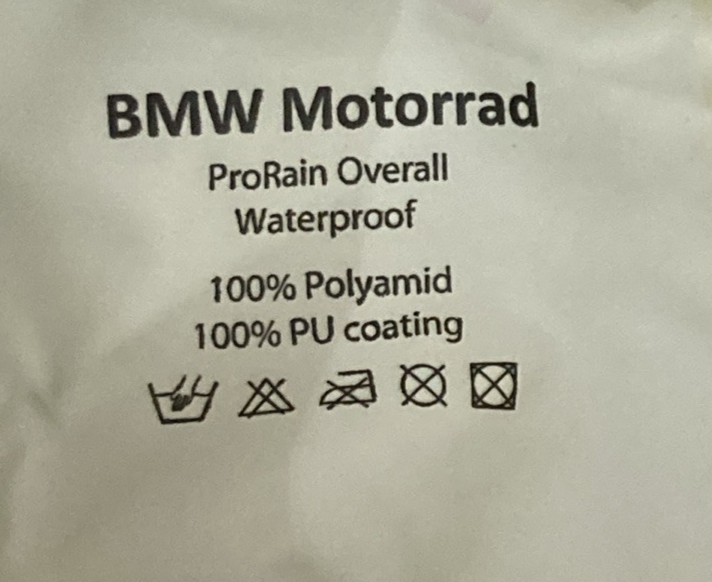 BMW Motorrad
ProRain Overall
Waterproof
100% Polyamid
100% PU coating